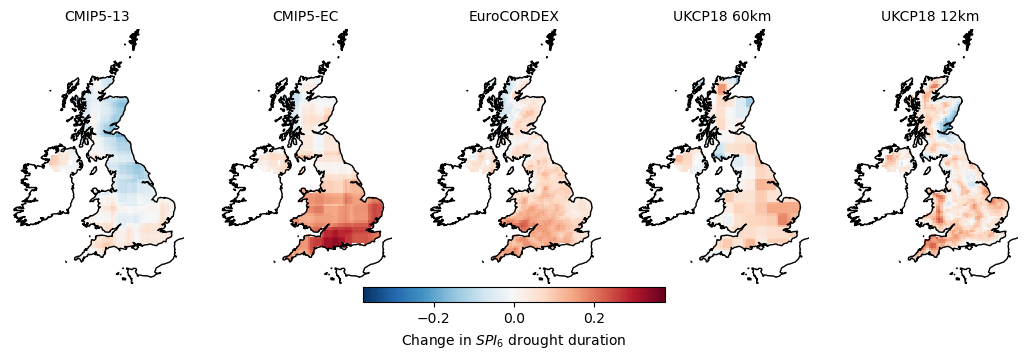 CMIP5-13 CMIP5-EC EuroCORDEX UKCP18 60km UKCP18 12km
−0.2 0.0 0.2
Change in SPI₆ drought duration